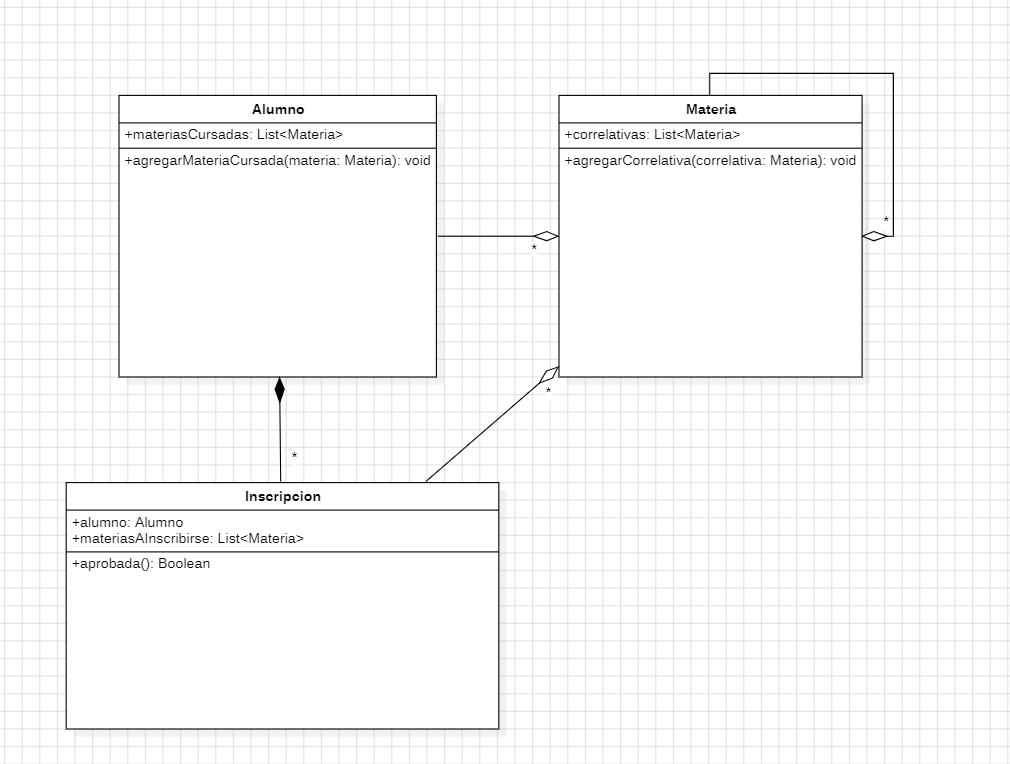 Alumno
+materiasCursadas: List<Materia>
+agregarMateriaCursada(materia: Materia): void
Materia
+correlativas: List<Materia>
+agregarCorrelativa(correlativa: Materia): void
*
*
*
*
Inscripcion
+alumno: Alumno
+materiasAInscribirse: List<Materia>
+aprobada(): Boolean